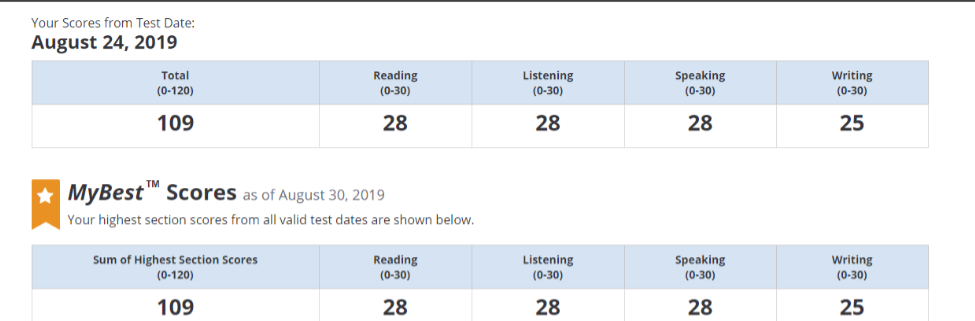 Your Scores from Test Date:
August 24, 2019
Total Reading Listening Speaking Writing
(0-120) (0-30) (0-30) (0-30) (0-30)
109 28 28 28 25
MyBest™ Scores as of August 30, 2019
Your highest section scores from all valid test dates are shown below.
Sum of Highest Section Scores Reading Listening Speaking Writing
(0-120) (0-30) (0-30) (0-30) (0-30)
109 28 28 28 25